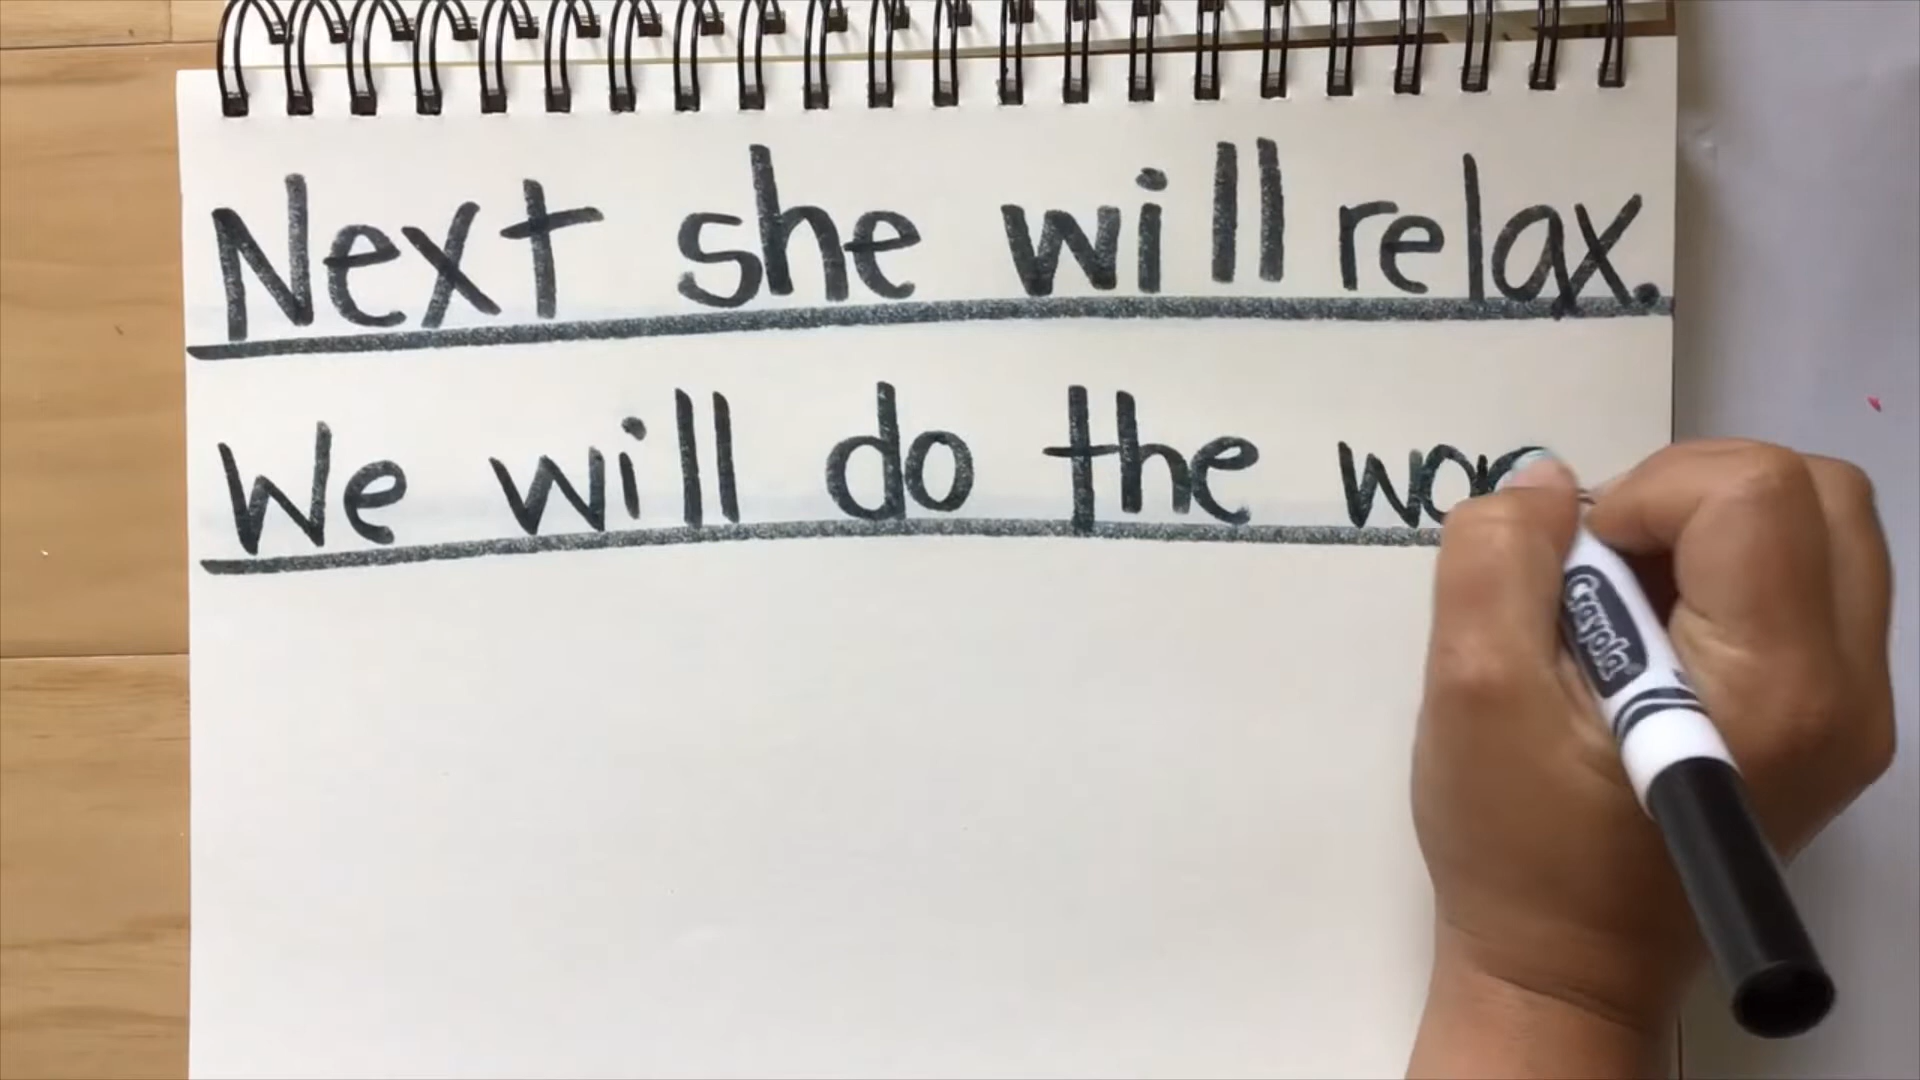 Next she will relax.
We will do the
Crayola